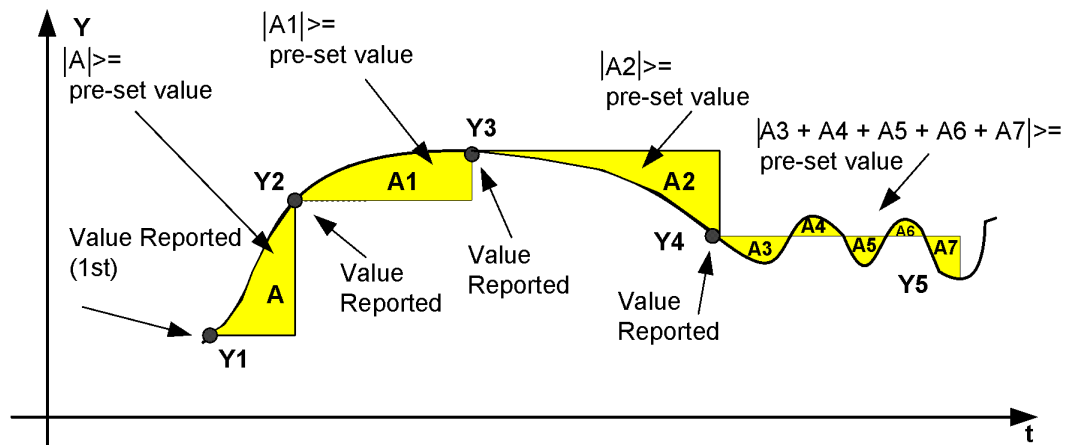 Y
|A1|>=
pre-set value
|A|>=
pre-set value
|A2|>=
pre-set value
|A3 + A4 + A5 + A6 + A7|>=
pre-set value
Y3
Y2
A1
A2
Value Reported
(1st)
Value
Reported
Value
Reported
Y4
A3
A4
A5
A6
A7
Y5
A
Value
Reported
Y1
t